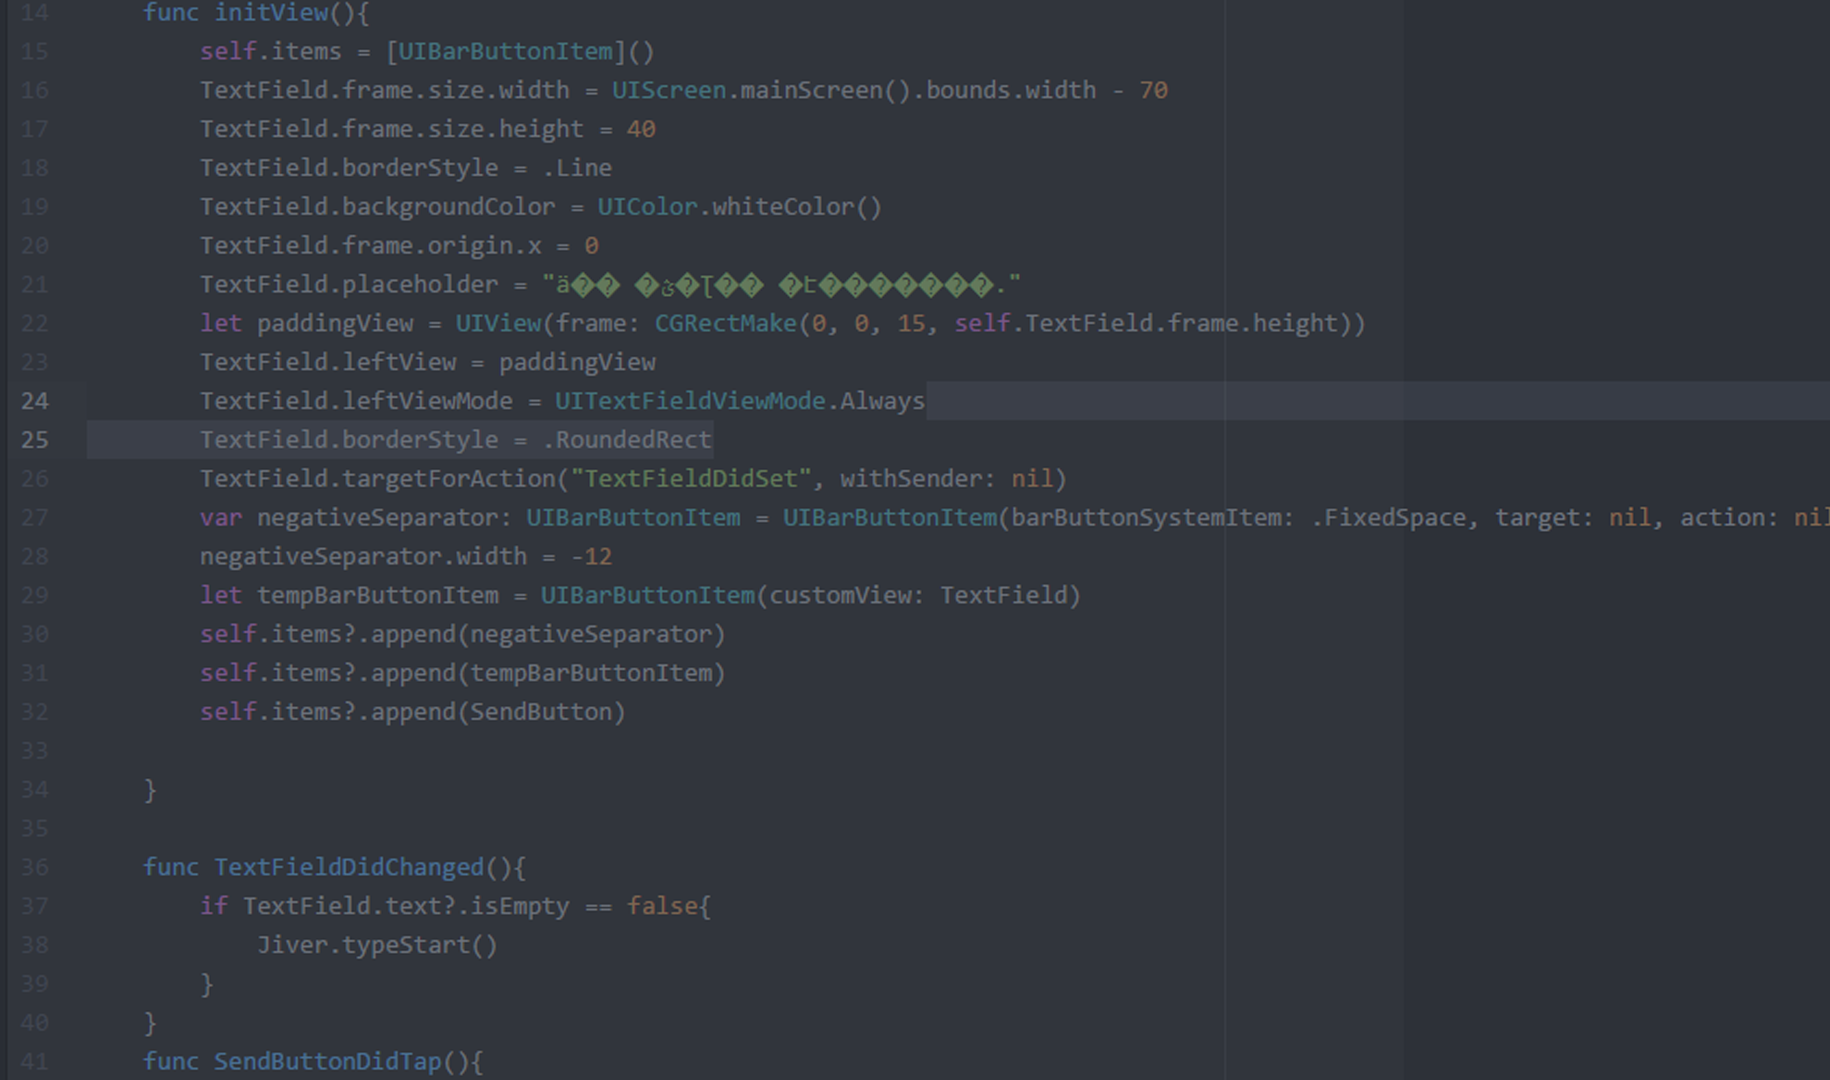 14 func initView(){
15 self.items = [UIBarButtonItem]()
16 TextField.frame.size.width = UIScreen.mainScreen().bounds.width - 70
17 TextField.frame.size.height = 40
18 TextField.borderStyle = .Line
19 TextField.backgroundColor = UIColor.whiteColor()
20 TextField.frame.origin.x = 0
21 TextField.placeholder = "ä�� �ئ�Ʈ�� �է�������."
22 let paddingView = UIView(frame: CGRectMake(0, 0, 15, self.TextField.frame.height))
23 TextField.leftView = paddingView
24 TextField.leftViewMode = UITextFieldViewMode.Always
25 TextField.borderStyle = .RoundedRect
26 TextField.targetForAction("TextFieldDidSet", withSender: nil)
27 var negativeSeparator: UIBarButtonItem = UIBarButtonItem(barButtonSystemItem: .FixedSpace, target: nil, action: nil
28 negativeSeparator.width = -12
29 let tempBarButtonItem = UIBarButtonItem(customView: TextField)
30 self.items?.append(negativeSeparator)
31 self.items?.append(tempBarButtonItem)
32 self.items?.append(SendButton)
33
34 }
35
36 func TextFieldDidChanged(){
37 if TextField.text?.isEmpty == false{
38 Jiver.typeStart()
39 }
40 }
41 func SendButtonDidTap(){